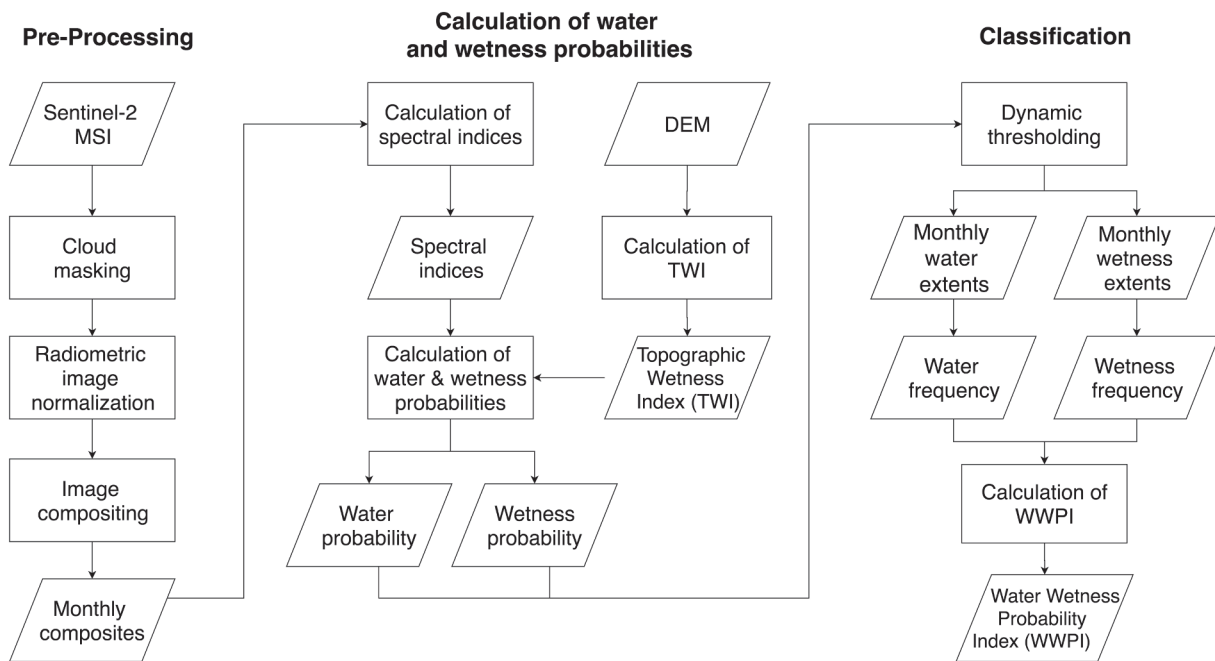 Pre-Processing
Sentinel-2
MSI
Cloud
masking
Radiometric
image
normalization
Image
compositing
Monthly
composites
Calculation of water
and wetness probabilities
Calculation of
spectral indices
Spectral
indices
DEM
Calculation of
TWI
Topographic
Wetness
Index (TWI)
Calculation of
water & wetness
probabilities
Water
probability
Wetness
probability
Classification
Dynamic
thresholding
Monthly
water
extents
Monthly
wetness
extents
Water
frequency
Wetness
frequency
Calculation of
WWPI
Water Wetness
Probability
Index (WWPI)